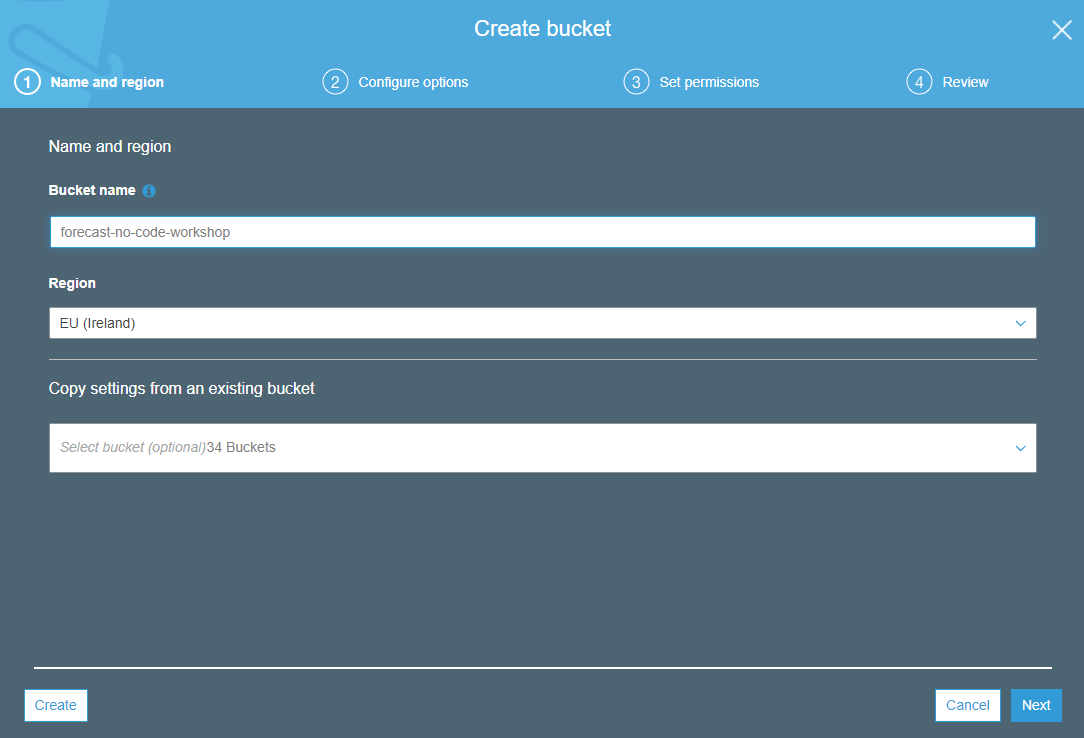 Create bucket
1 Name and region
2 Configure options
3 Set permissions
4 Review
Name and region
Bucket name
forecast-no-code-workshop
Region
EU (Ireland)
Copy settings from an existing bucket
Select bucket (optional)34 Buckets
Create
Cancel
Next